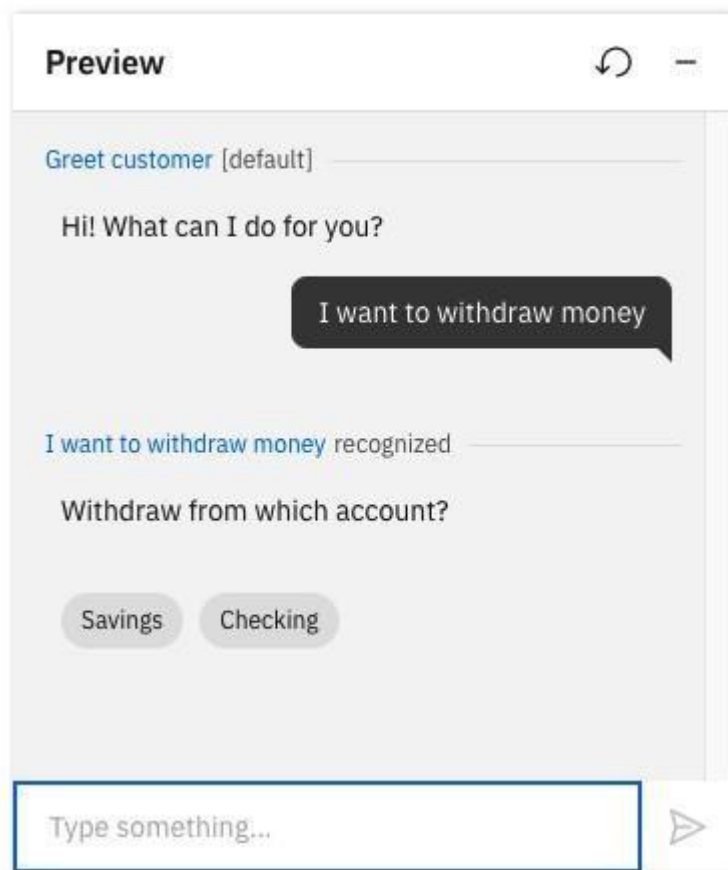 Preview
Greet customer [default]
Hi! What can I do for you?
I want to withdraw money
I want to withdraw money recognized
Withdraw from which account?
Savings Checking
Type something...